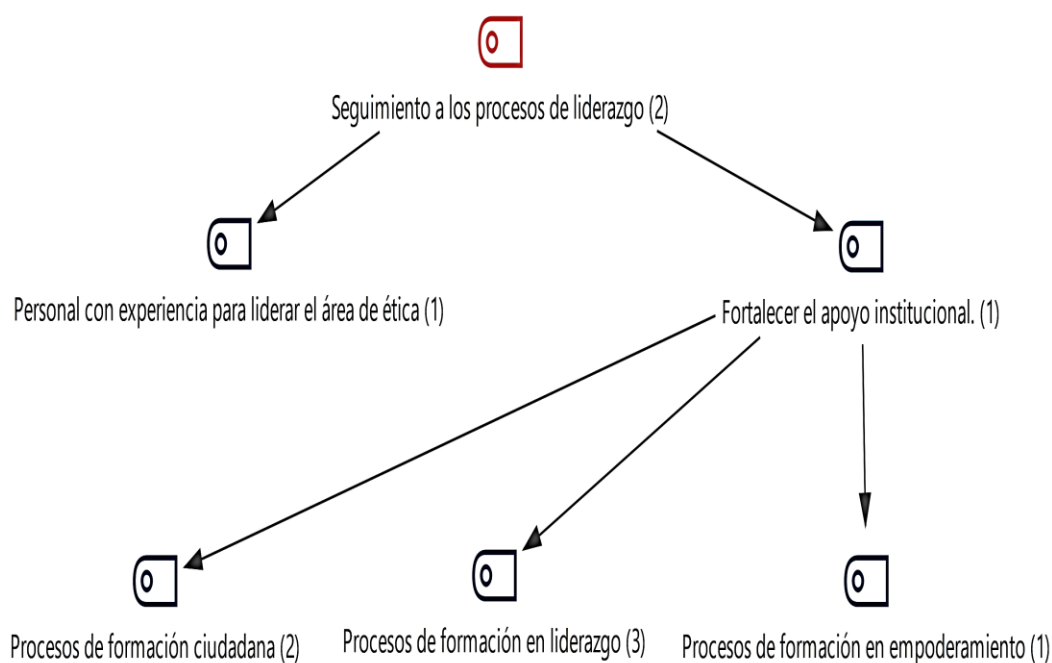 Seguimiento a los procesos de liderazgo (2)
Personal con experiencia para liderar el área de ética (1)
Fortalecer el apoyo institucional. (1)
Procesos de formación ciudadana (2)
Procesos de formación en liderazgo (3)
Procesos de formación en empoderamiento (1)